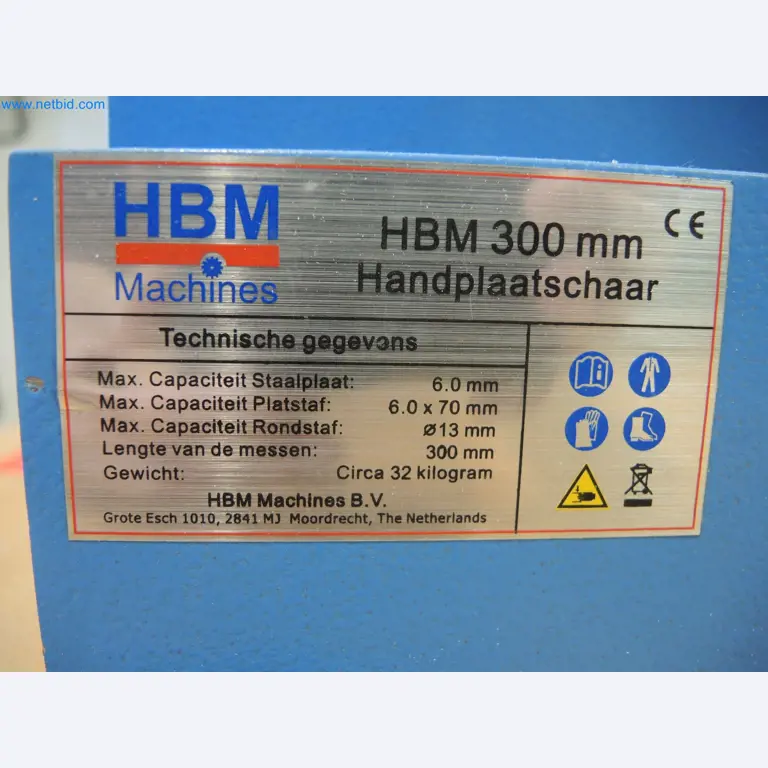 www.netbid.com
HBM
Machines
HBM 300 mm
Handplaatschaar
CE
Technische gegevens
Max. Capaciteit Staalplaat: 6.0 mm
Max. Capaciteit Platstaf: 6.0 x 70 mm
Max. Capaciteit Rondstaf: ø13 mm
Lengte van de messen: 300 mm
Gewicht: Circa 32 kilogram
HBM Machines B.V.
Grote Esch 1010, 2841 MJ Moordrecht, The Netherlands